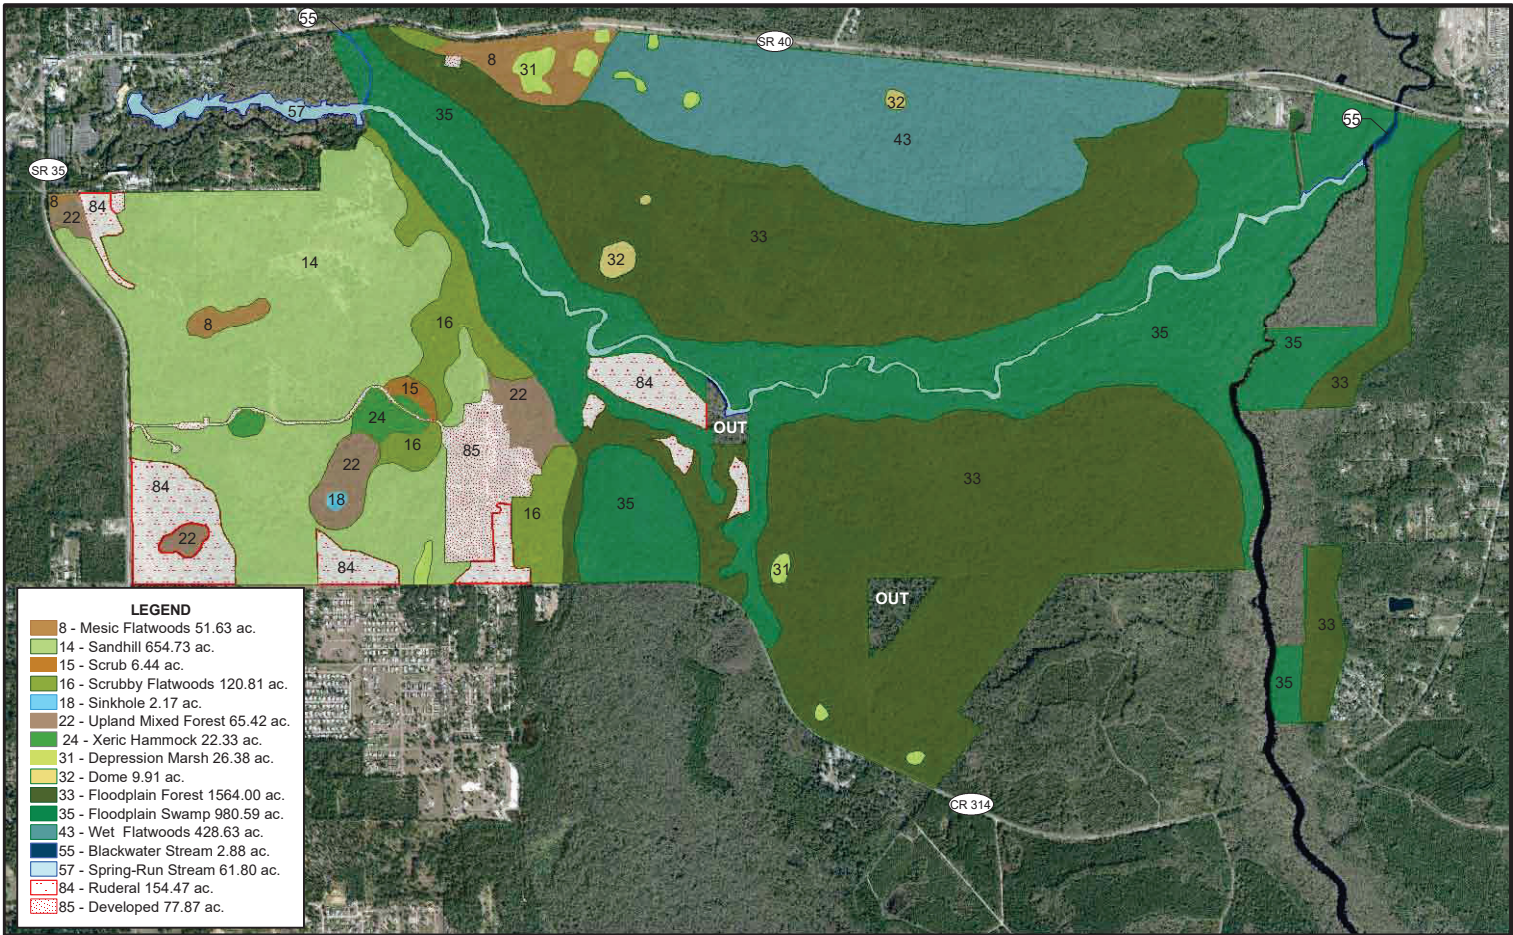 55
SR 40
8
31
57
35
32
43
55
SR 35
8
22
84
14
33
32
8
16
35
35
15
84
22
33
24
OUT
16
85
22
84
33
18
35
16
22
84
31
OUT
33
35
CR 314
LEGEND
8 - Mesic Flatwoods 51.63 ac.
14 - Sandhill 654.73 ac.
15 - Scrub 6.44 ac.
16 - Scrubby Flatwoods 120.81 ac.
18 - Sinkhole 2.17 ac.
22 - Upland Mixed Forest 65.42 ac.
24 - Xeric Hammock 22.33 ac.
31 - Depression Marsh 26.38 ac.
32 - Dome 9.91 ac.
33 - Floodplain Forest 1564.00 ac.
35 - Floodplain Swamp 980.59 ac.
43 - Wet Flatwoods 428.63 ac.
55 - Blackwater Stream 2.88 ac.
57 - Spring-Run Stream 61.80 ac.
84 - Ruderal 154.47 ac.
85 - Developed 77.87 ac.